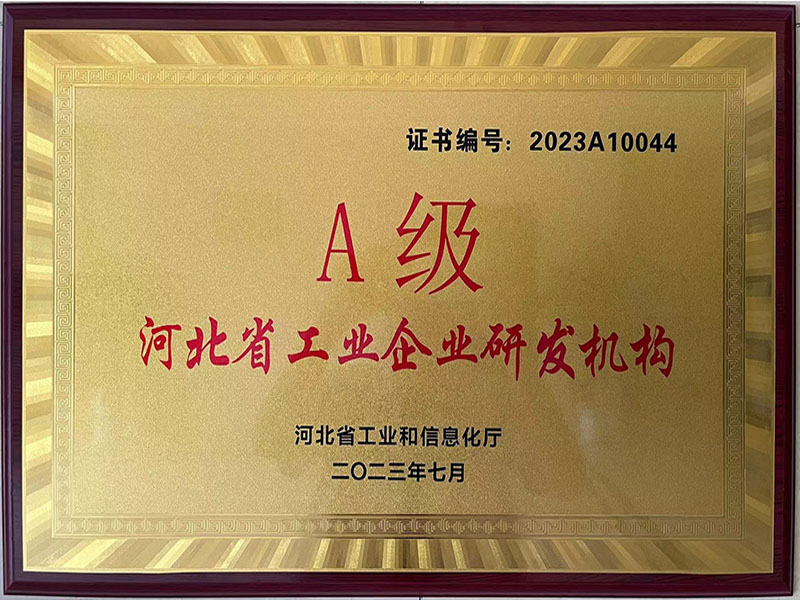 证书编号：2023A10044
A级
河北省工业企业研发机构
河北省工业和信息化厅
二〇二三年七月